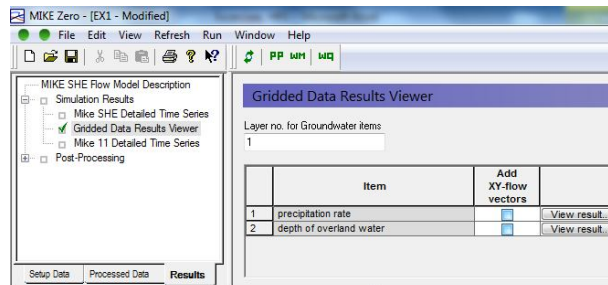 MIKE Zero - [EX1 - Modified]
File Edit View Refresh Run Window Help
PP WM WQ
MIKE SHE Flow Model Description
Simulation Results
Mike SHE Detailed Time Series
Gridded Data Results Viewer
Mike 11 Detailed Time Series
Post-Processing
Setup Data Processed Data Results
Gridded Data Results Viewer
Layer no. for Groundwater items
1
Item Add XY-flow vectors
1 precipitation rate View result..
2 depth of overland water View result..